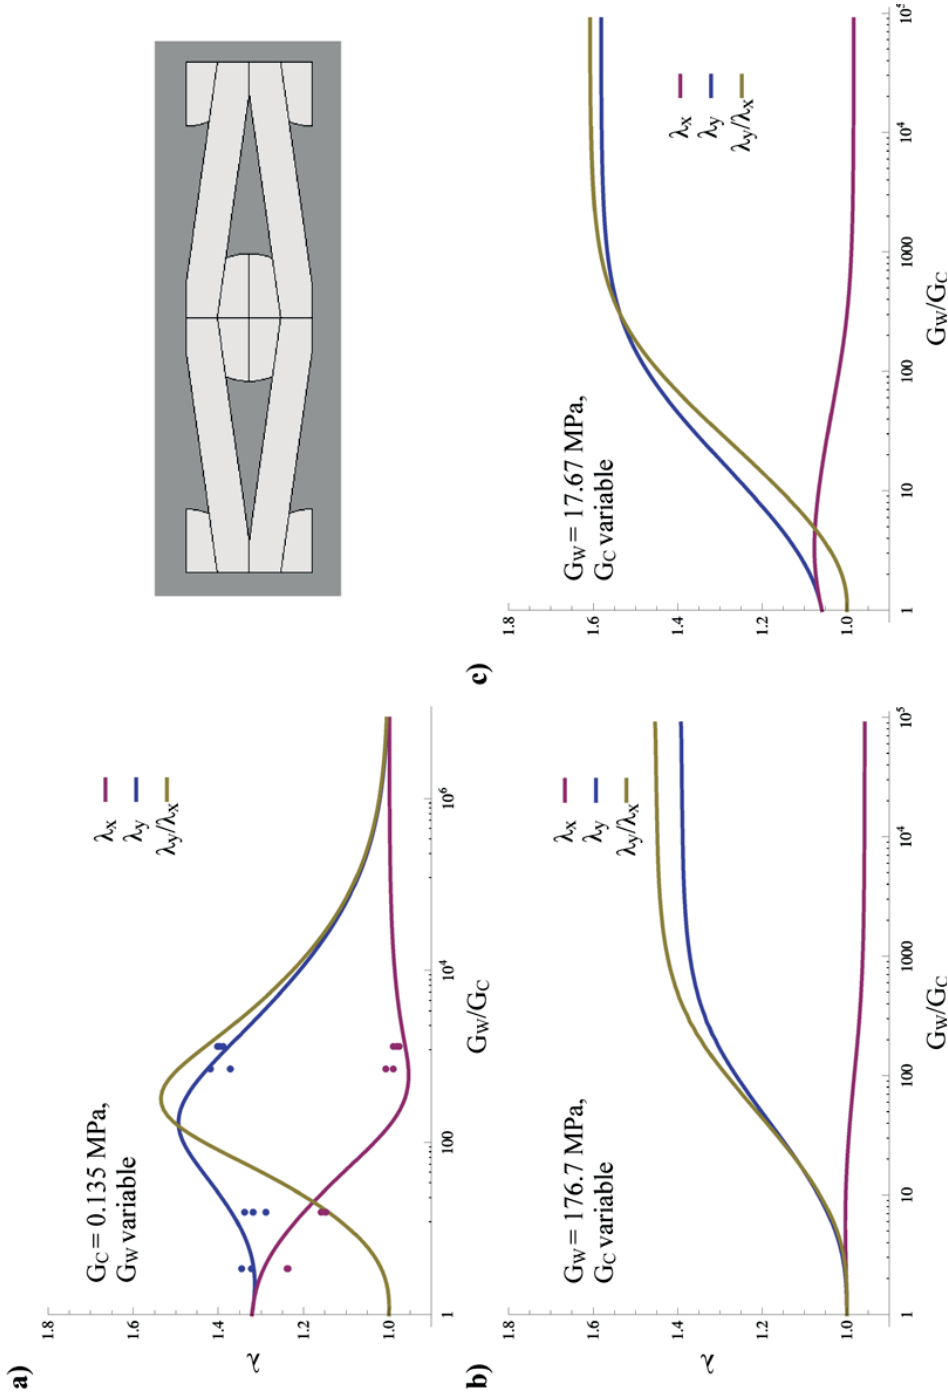 a)
G_C = 0.135 MPa,
G_W variable
λ_x
λ_y
λ_y/λ_x
1.8
1.6
1.4
1.2
1.0
λ
1
100
10^4
10^6
G_W/G_C
b)
G_W = 176.7 MPa,
G_C variable
λ_x
λ_y
λ_y/λ_x
1.8
1.6
1.4
1.2
1.0
λ
1
10
100
1000
10^4
10^5
G_W/G_C
c)
G_W = 17.67 MPa,
G_C variable
λ_x
λ_y
λ_y/λ_x
1.8
1.6
1.4
1.2
1.0
1
10
100
1000
10^4
10^5
G_W/G_C